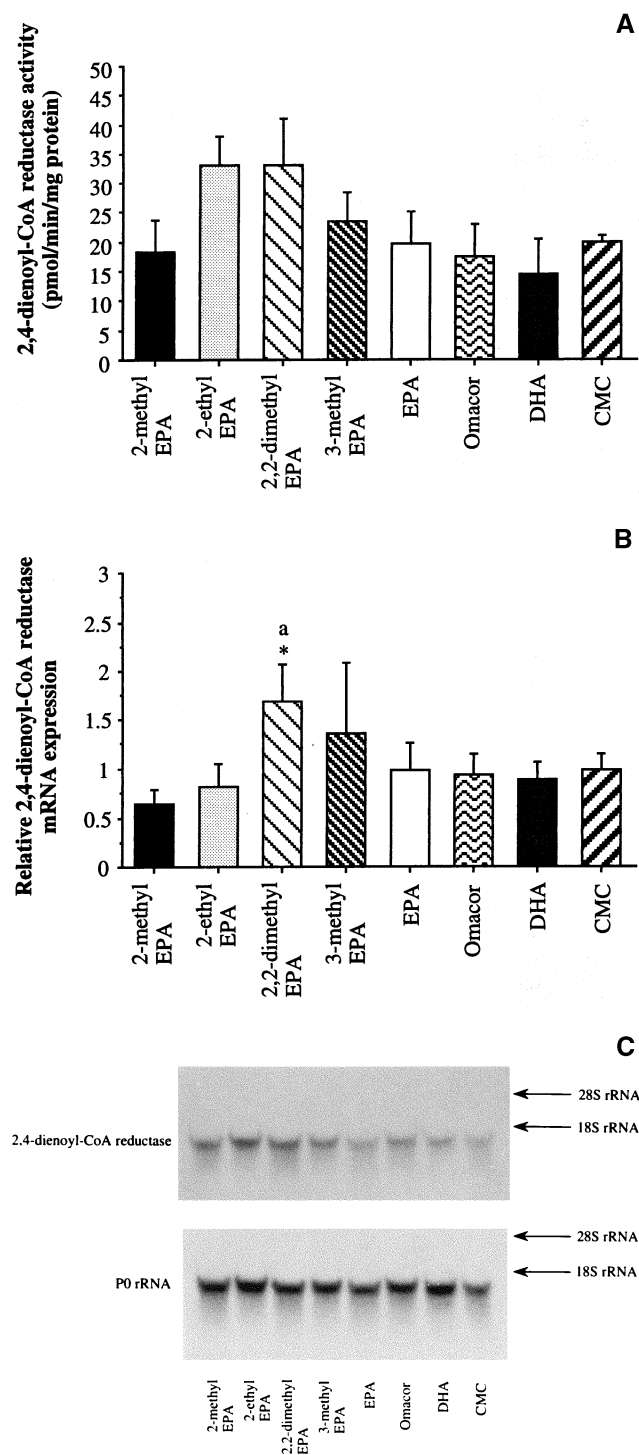 A
2,4-dienoyl-CoA reductase activity
(pmol/min/mg protein)
50
45
40
35
30
25
20
15
10
5
0
2-methyl
EPA
2-ethyl
EPA
2,2-dimethyl
EPA
3-methyl
EPA
EPA
Omacor
DHA
CMC
B
Relative 2,4-dienoyl-CoA reductase
mRNA expression
3
2.5
2
1.5
1
0.5
0
a
*
2-methyl
EPA
2-ethyl
EPA
2,2-dimethyl
EPA
3-methyl
EPA
EPA
Omacor
DHA
CMC
C
28S rRNA
18S rRNA
2,4-dienoyl-CoA reductase
28S rRNA
18S rRNA
P0 rRNA
2-methyl
EPA
2-ethyl
EPA
2,2-dimethyl
EPA
3-methyl
EPA
EPA
Omacor
DHA
CMC